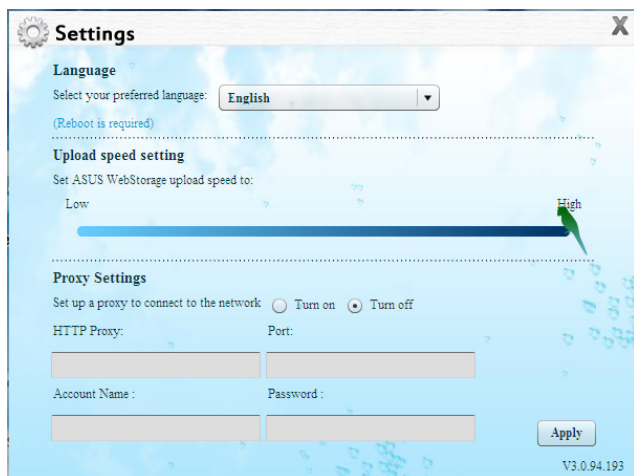 Settings
X
Language
Select your preferred language: English
(Reboot is required)
Upload speed setting
Set ASUS WebStorage upload speed to:
Low High
Proxy Settings
Set up a proxy to connect to the network Turn on Turn off
HTTP Proxy: Port:
Account Name : Password :
Apply
V3.0.94.193